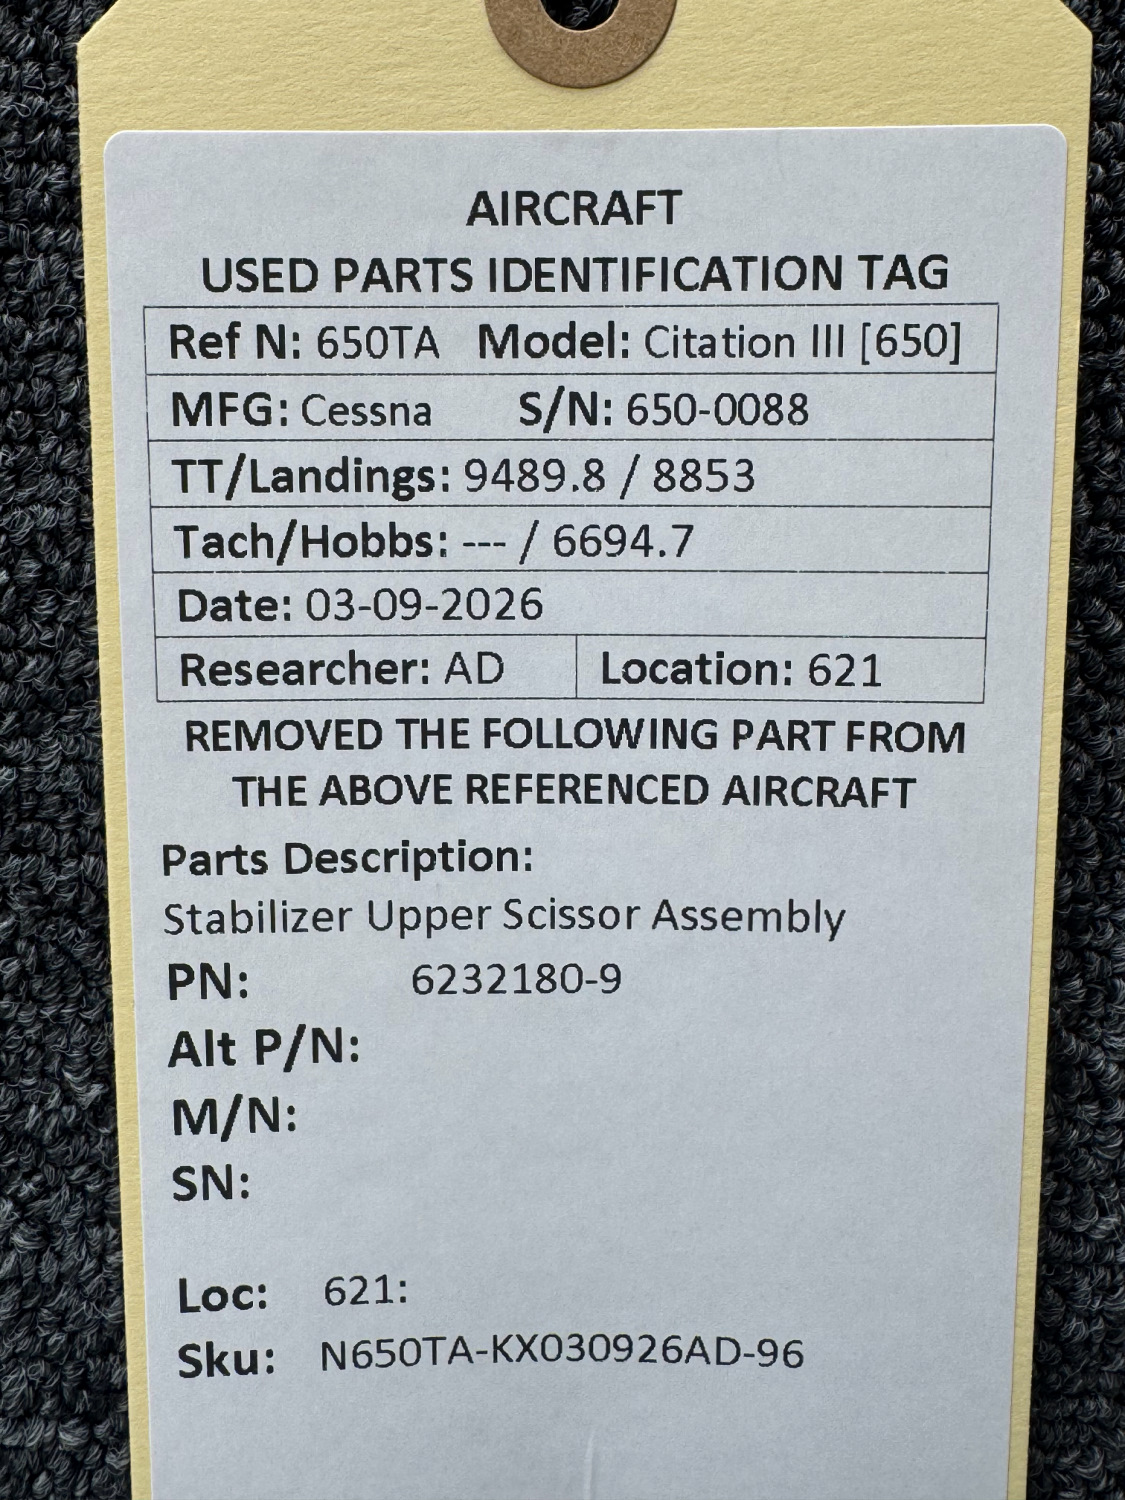 AIRCRAFT
USED PARTS IDENTIFICATION TAG
Ref N: 650TA Model: Citation III [650]
MFG: Cessna S/N: 650-0088
TT/Landings: 9489.8 / 8853
Tach/Hobbs: --- / 6694.7
Date: 03-09-2026
Researcher: AD Location: 621
REMOVED THE FOLLOWING PART FROM
THE ABOVE REFERENCED AIRCRAFT
Parts Description:
Stabilizer Upper Scissor Assembly
PN: 6232180-9
Alt P/N:
M/N:
SN:
Loc: 621:
Sku: N650TA-KX030926AD-96